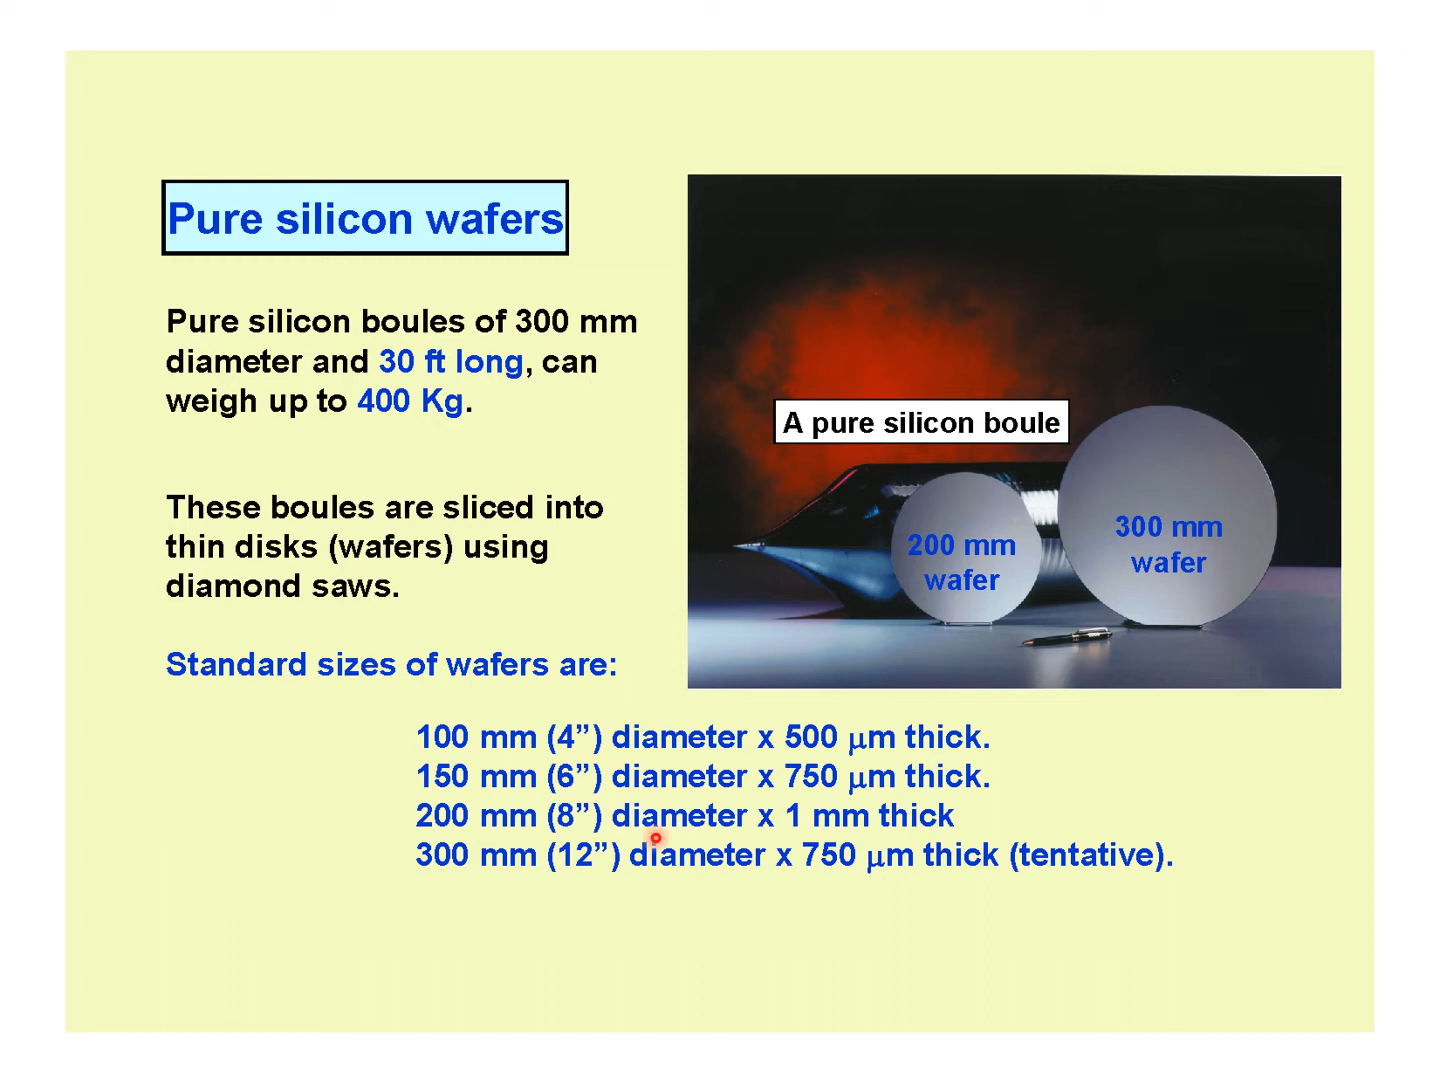 Pure silicon wafers
Pure silicon boules of 300 mm
diameter and 30 ft long, can
weigh up to 400 Kg.
These boules are sliced into
thin disks (wafers) using
diamond saws.
Standard sizes of wafers are:
A pure silicon boule
200 mm
wafer
300 mm
wafer
100 mm (4”) diameter x 500 μm thick.
150 mm (6”) diameter x 750 μm thick.
200 mm (8”) diameter x 1 mm thick
300 mm (12”) diameter x 750 μm thick (tentative).